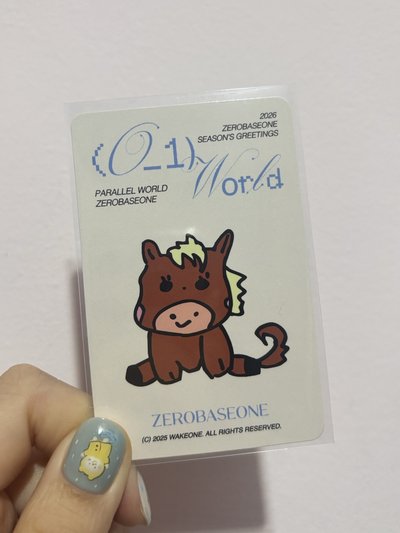 2026
ZEROBASEONE
SEASON'S GREETINGS
(O_1)
World
PARALLEL WORLD
ZEROBASEONE
ZEROBASEONE
(C) 2025 WAKEONE. ALL RIGHTS RESERVED.